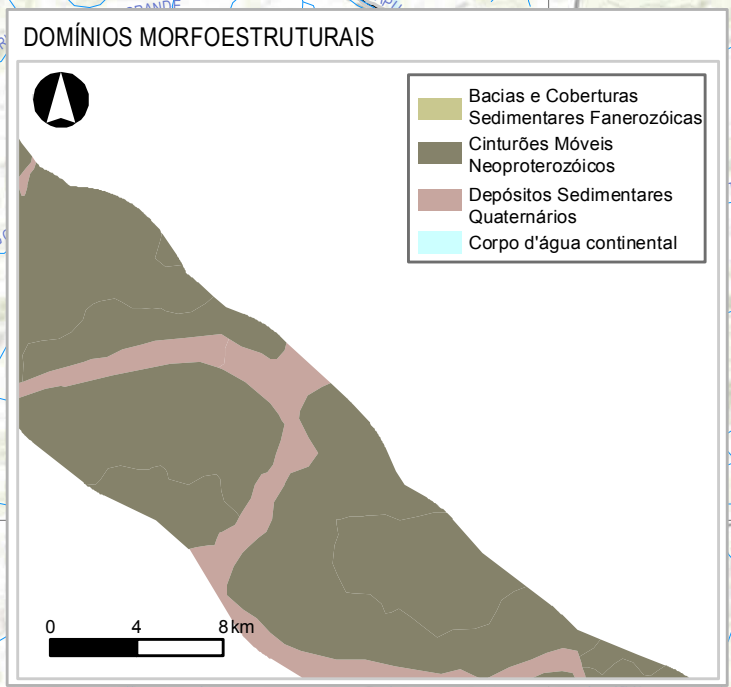 GRANDE
DOMÍNIOS MORFOESTRUTURAIS
Bacias e Coberturas
Sedimentares Fanerozóicas
Cinturões Móveis
Neoproterozóicos
Depósitos Sedimentares
Quaternários
Corpo d'água continental
0 4 8 km